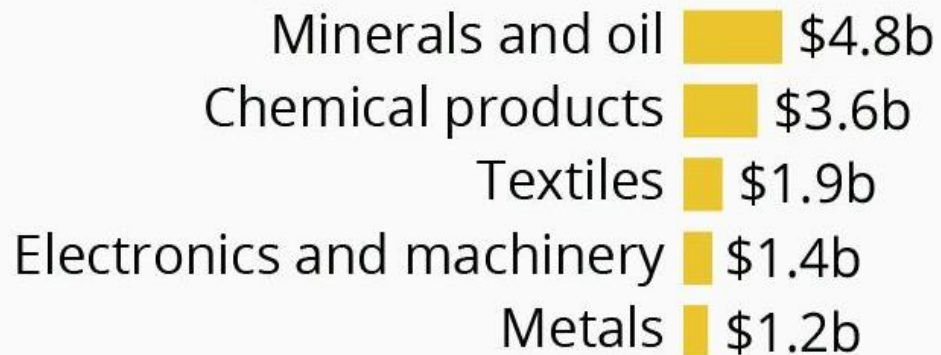 Minerals and oil $4.8b
Chemical products $3.6b
Textiles $1.9b
Electronics and machinery $1.4b
Metals $1.2b